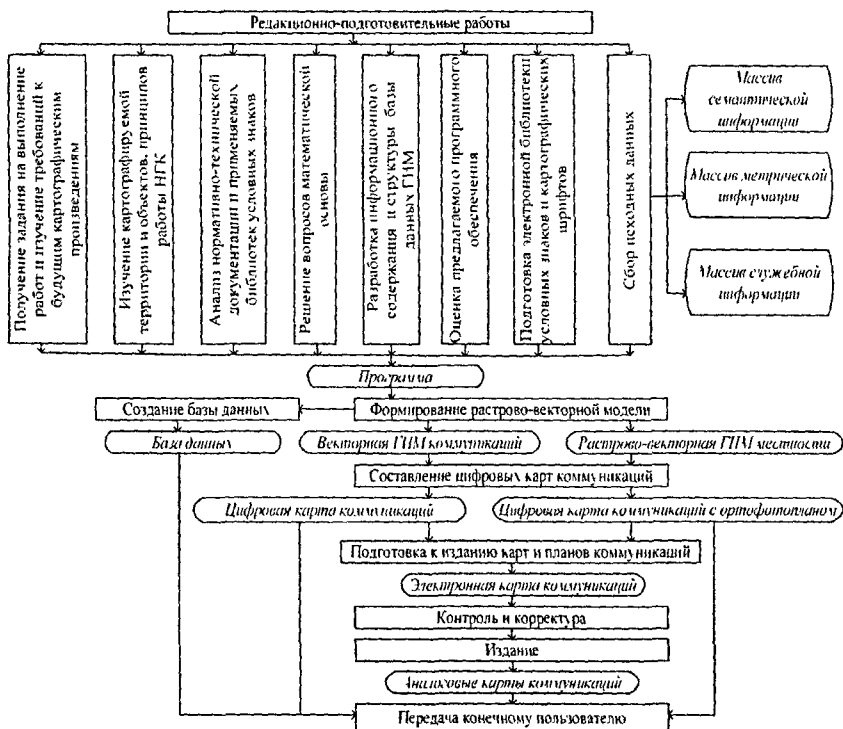 Редакционно-подготовительные работы
Получение задания на выполнение
работ и изучение требований к
будущим картографическим
произведениям
Изучение картографируемой
территории и объектов, принципов
работы НГК
Анализ нормативно-технической
документации и применяемых
библиотек условных знаков
Решение вопросов математической
основы
Разработка информационного
содержания и структуры базы
данных ГИМ
Оценка предлагаемого программного
обеспечения
Подготовка электронной библиотеки
условных знаков и картографических
шрифтов
Сбор исходных данных
Массив
семантической
информации
Массив метрической
информации
Массив служебной
информации
Программа
Создание базы данных
Формирование растрово-векторной модели
База данных
Векторная ГИМ коммуникаций
Растрово-векторная ГИМ местности
Составление цифровых карт коммуникаций
Цифровая карта коммуникаций
Цифровая карта коммуникаций с ортофотопланом
Подготовка к изданию карт и планов коммуникаций
Электронная карта коммуникаций
Контроль и корректура
Издание
Аналоговые карты коммуникаций
Передача конечному пользователю